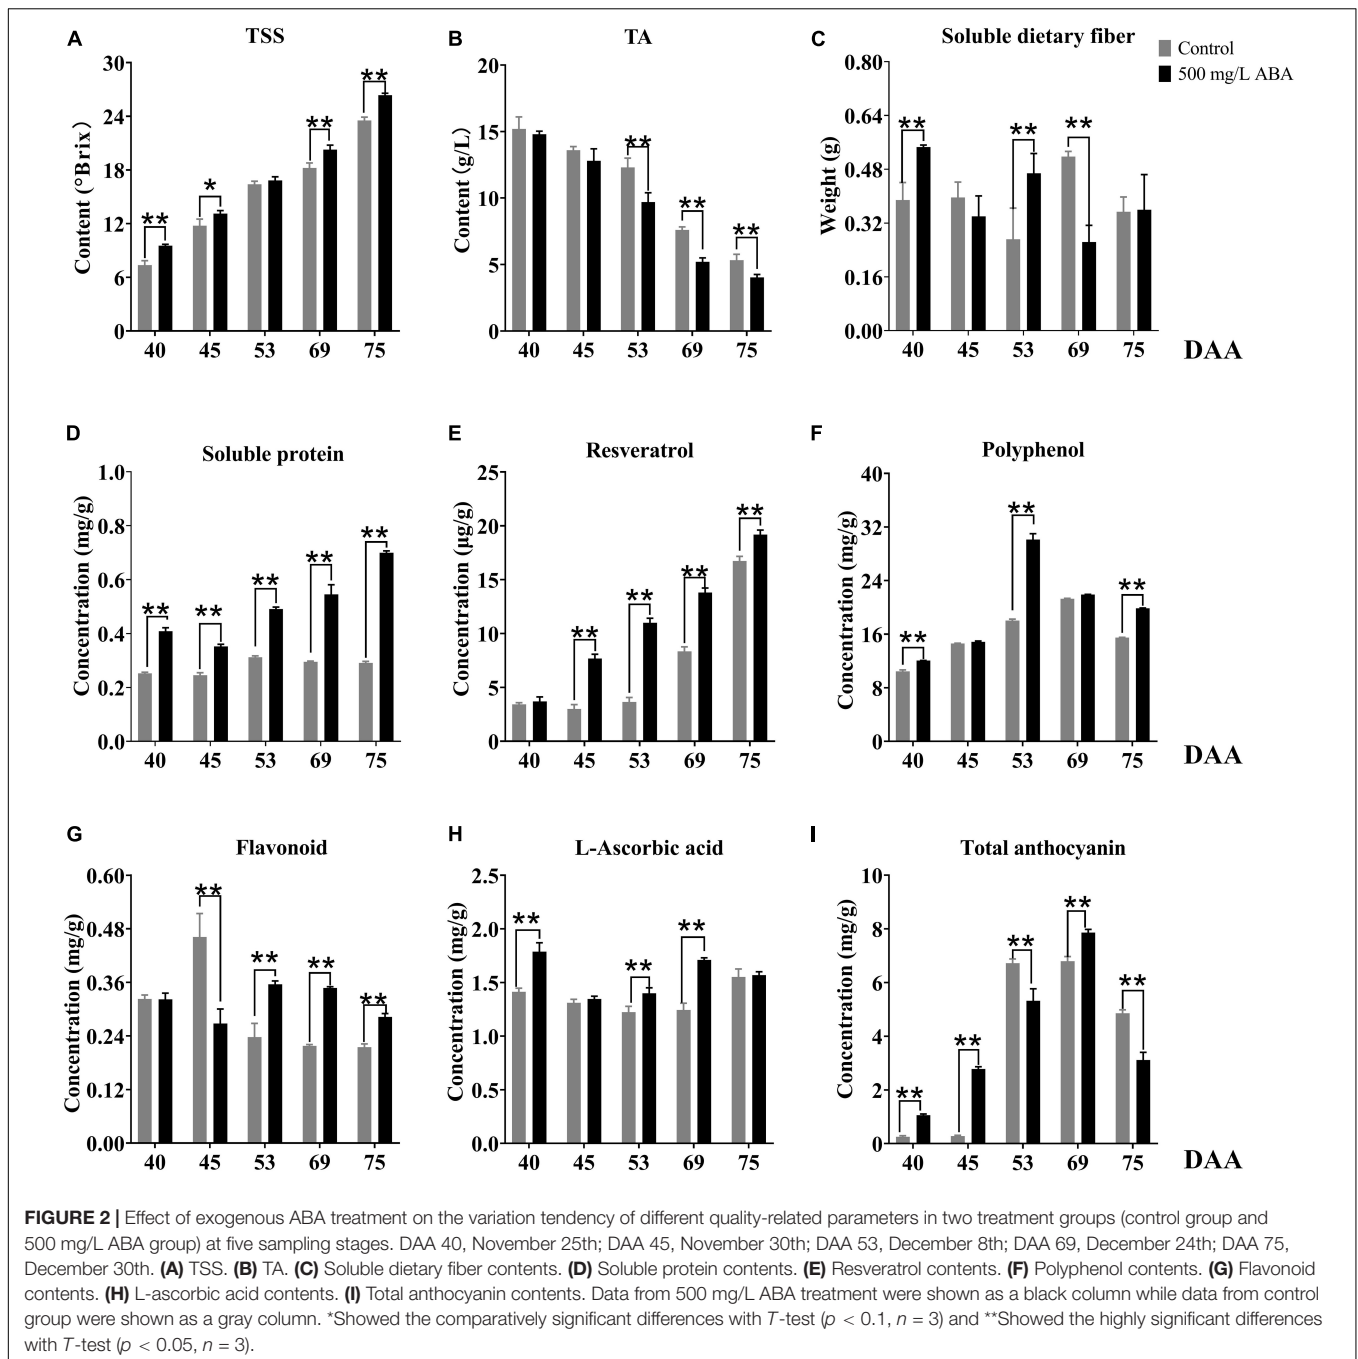 A
TSS
Content (°Brix)
30
24
18
12
6
0
**
*
**
**
40 45 53 69 75
B
TA
Content (g/L)
20
15
10
5
0
**
**
**
40 45 53 69 75
C
Soluble dietary fiber
Control
500 mg/L ABA
Weight (g)
0.80
0.64
0.48
0.32
0.16
0.00
**
**
**
40 45 53 69 75
DAA
D
Soluble protein
Concentration (mg/g)
1.0
0.8
0.6
0.4
0.2
0.0
**
**
**
**
**
40 45 53 69 75
E
Resveratrol
Concentration (µg/g)
25
20
15
10
5
0
**
**
**
**
40 45 53 69 75
F
Polyphenol
Concentration (mg/g)
40
32
24
16
8
0
**
**
**
40 45 53 69 75
DAA
G
Flavonoid
Concentration (mg/g)
0.60
0.48
0.36
0.24
0.12
0.00
**
**
**
**
40 45 53 69 75
H
L-Ascorbic acid
Concentration (mg/g)
2.5
2.0
1.5
1.0
0.5
0.0
**
**
**
40 45 53 69 75
I
Total anthocyanin
Concentration (mg/g)
10
8
6
4
2
0
**
**
**
**
**
40 45 53 69 75
DAA
FIGURE 2 | Effect of exogenous ABA treatment on the variation tendency of different quality-related parameters in two treatment groups (control group and
500 mg/L ABA group) at five sampling stages. DAA 40, November 25th; DAA 45, November 30th; DAA 53, December 8th; DAA 69, December 24th; DAA 75,
December 30th. (A) TSS. (B) TA. (C) Soluble dietary fiber contents. (D) Soluble protein contents. (E) Resveratrol contents. (F) Polyphenol contents. (G) Flavonoid
contents. (H) L-ascorbic acid contents. (I) Total anthocyanin contents. Data from 500 mg/L ABA treatment were shown as a black column while data from control
group were shown as a gray column. *Showed the comparatively significant differences with T-test (p < 0.1, n = 3) and **Showed the highly significant differences
with T-test (p < 0.05, n = 3).